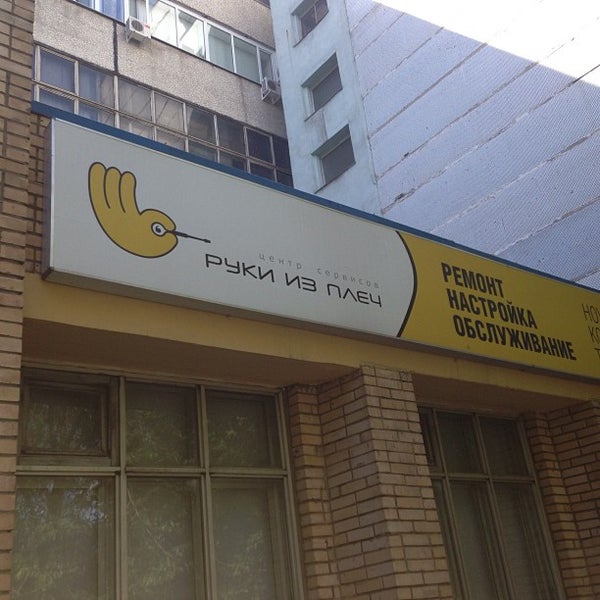 центр сервисов
РУКИ ИЗ ПЛЕЧ
РЕМОНТ
НАСТРОЙКА
ОБСЛУЖИВАНИЕ